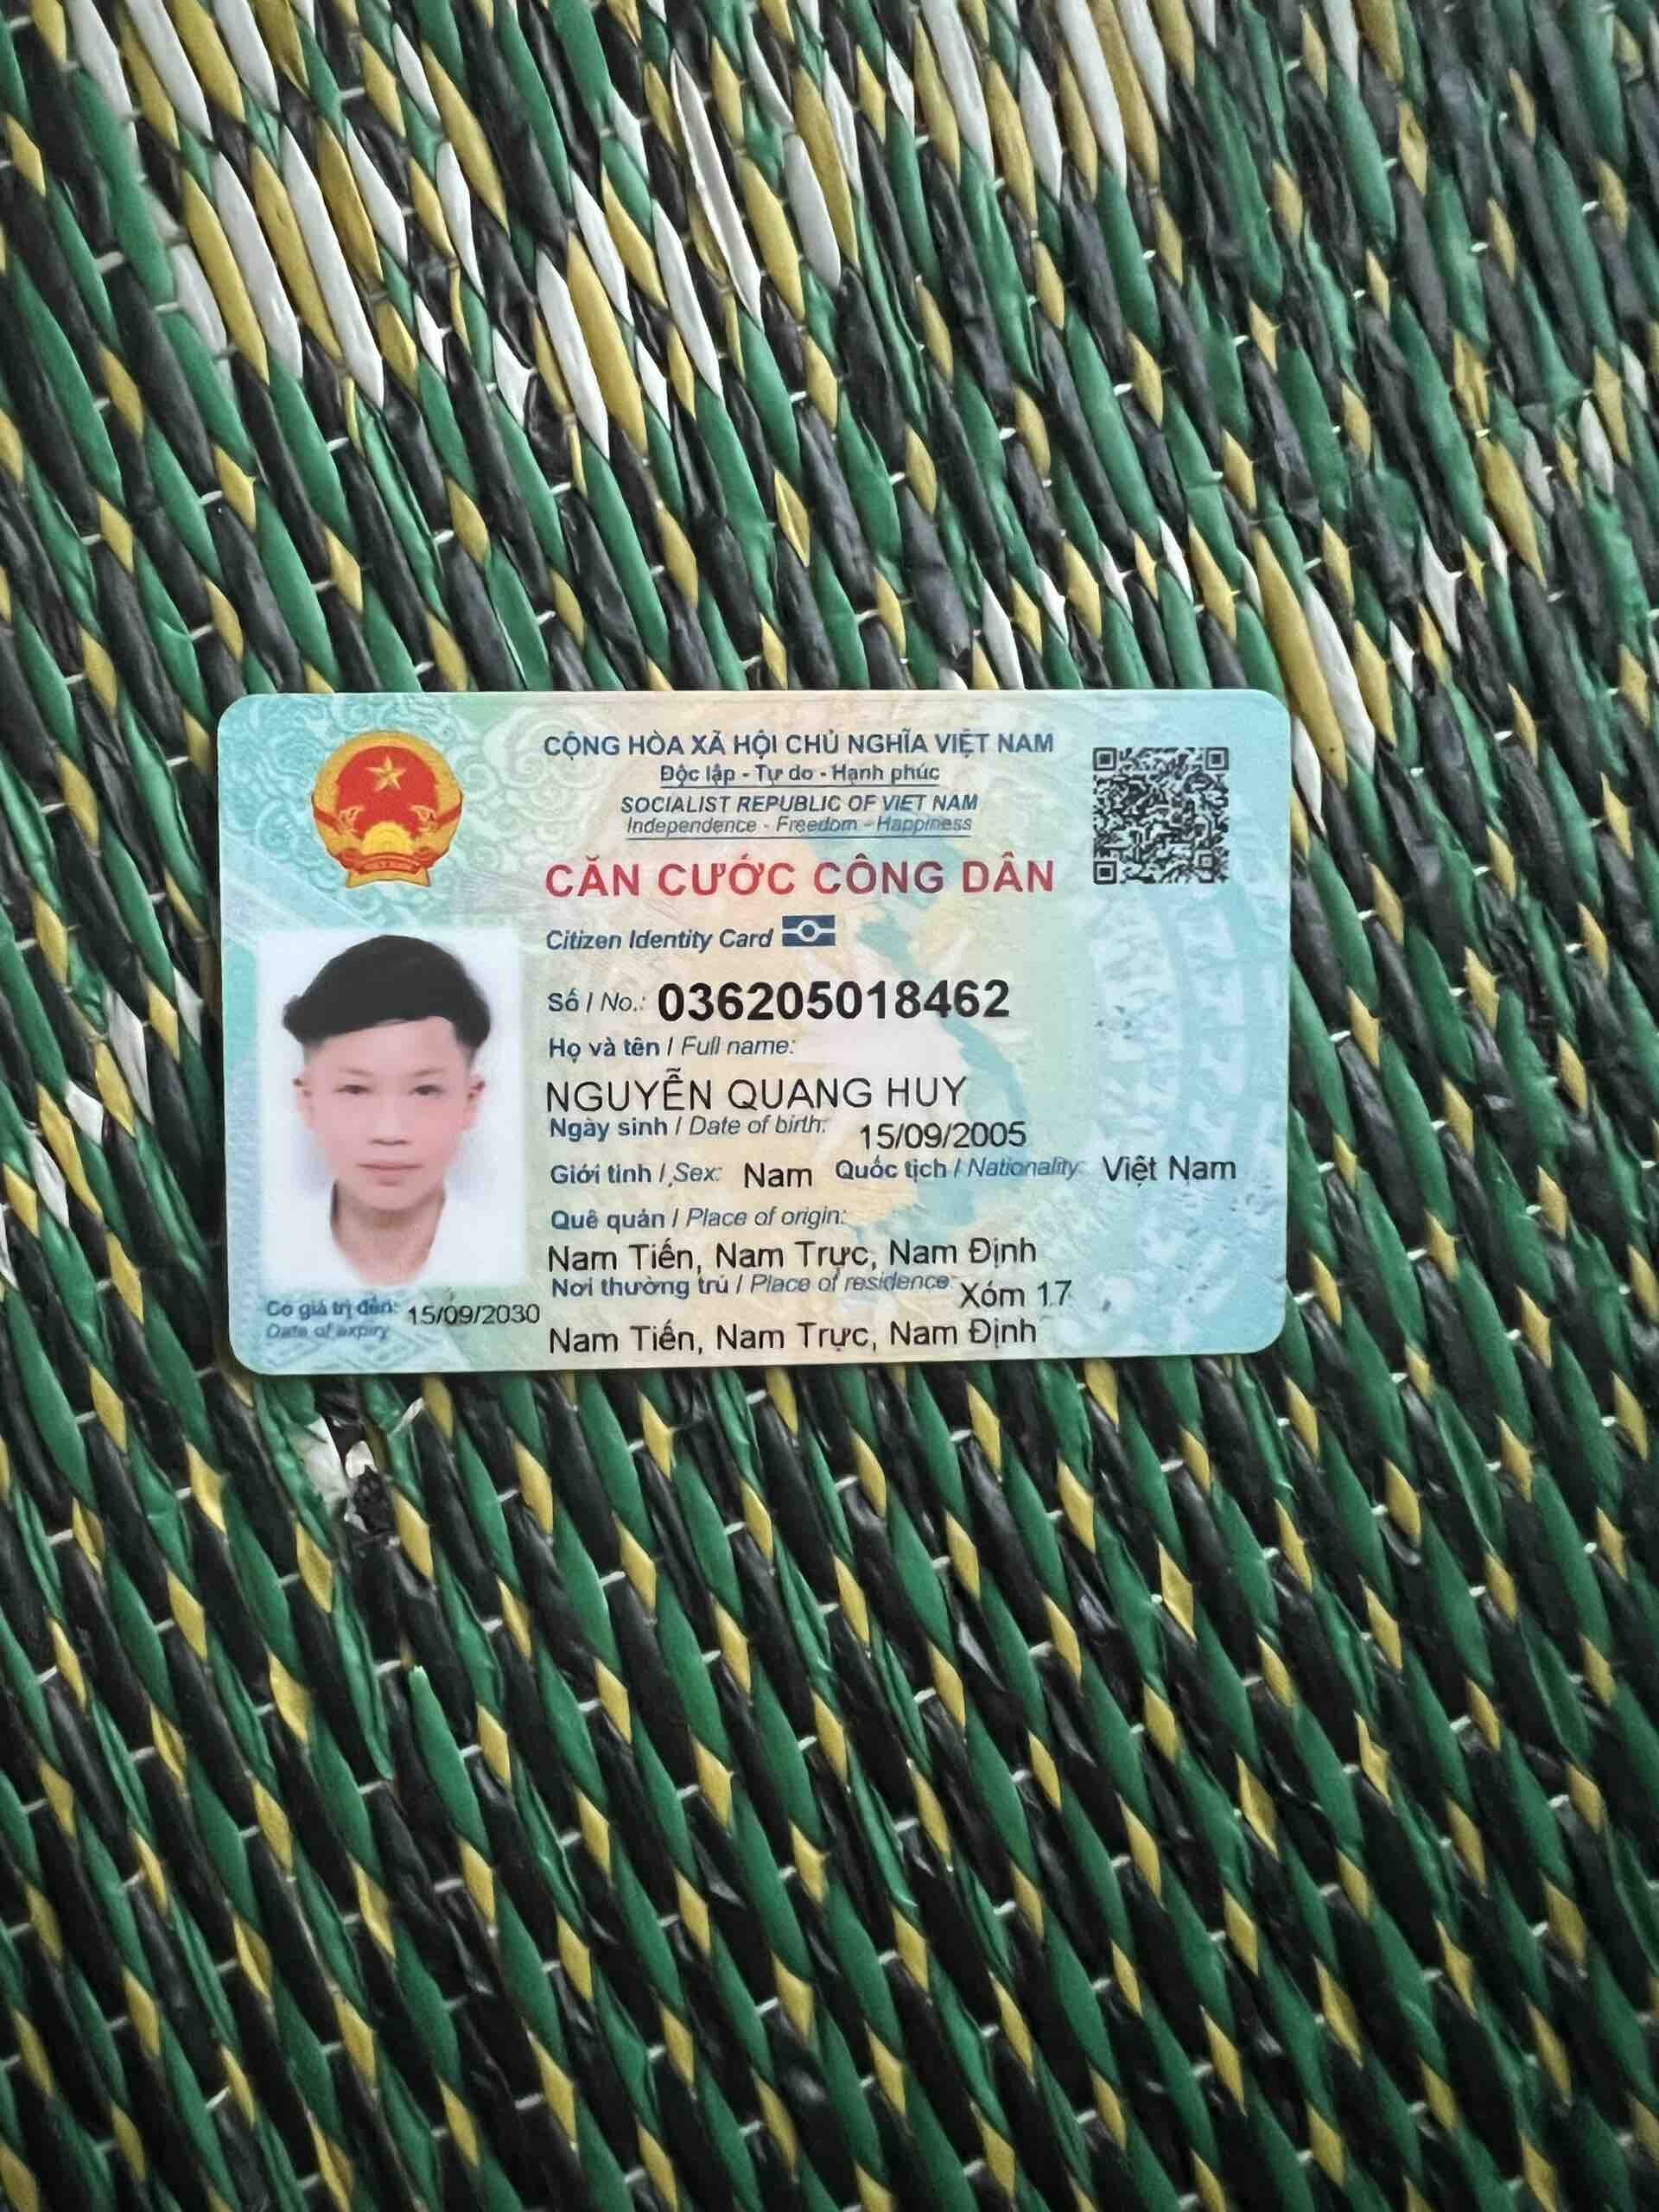 CỘNG HÒA XÃ HỘI CHỦ NGHĨA VIỆT NAM
Độc lập - Tự do - Hạnh phúc
SOCIALIST REPUBLIC OF VIET NAM
Independence - Freedom - Happiness
CĂN CƯỚC CÔNG DÂN
Citizen Identity Card
Số / No.: 036205018462
Họ và tên / Full name:
NGUYỄN QUANG HUY
Ngày sinh / Date of birth: 15/09/2005
Giới tính / Sex: Nam Quốc tịch / Nationality: Việt Nam
Quê quán / Place of origin:
Nam Tiến, Nam Trực, Nam Định
Nơi thường trú / Place of residence: Xóm 17
Nam Tiến, Nam Trực, Nam Định
Có giá trị đến: 15/09/2030
Date of expiry